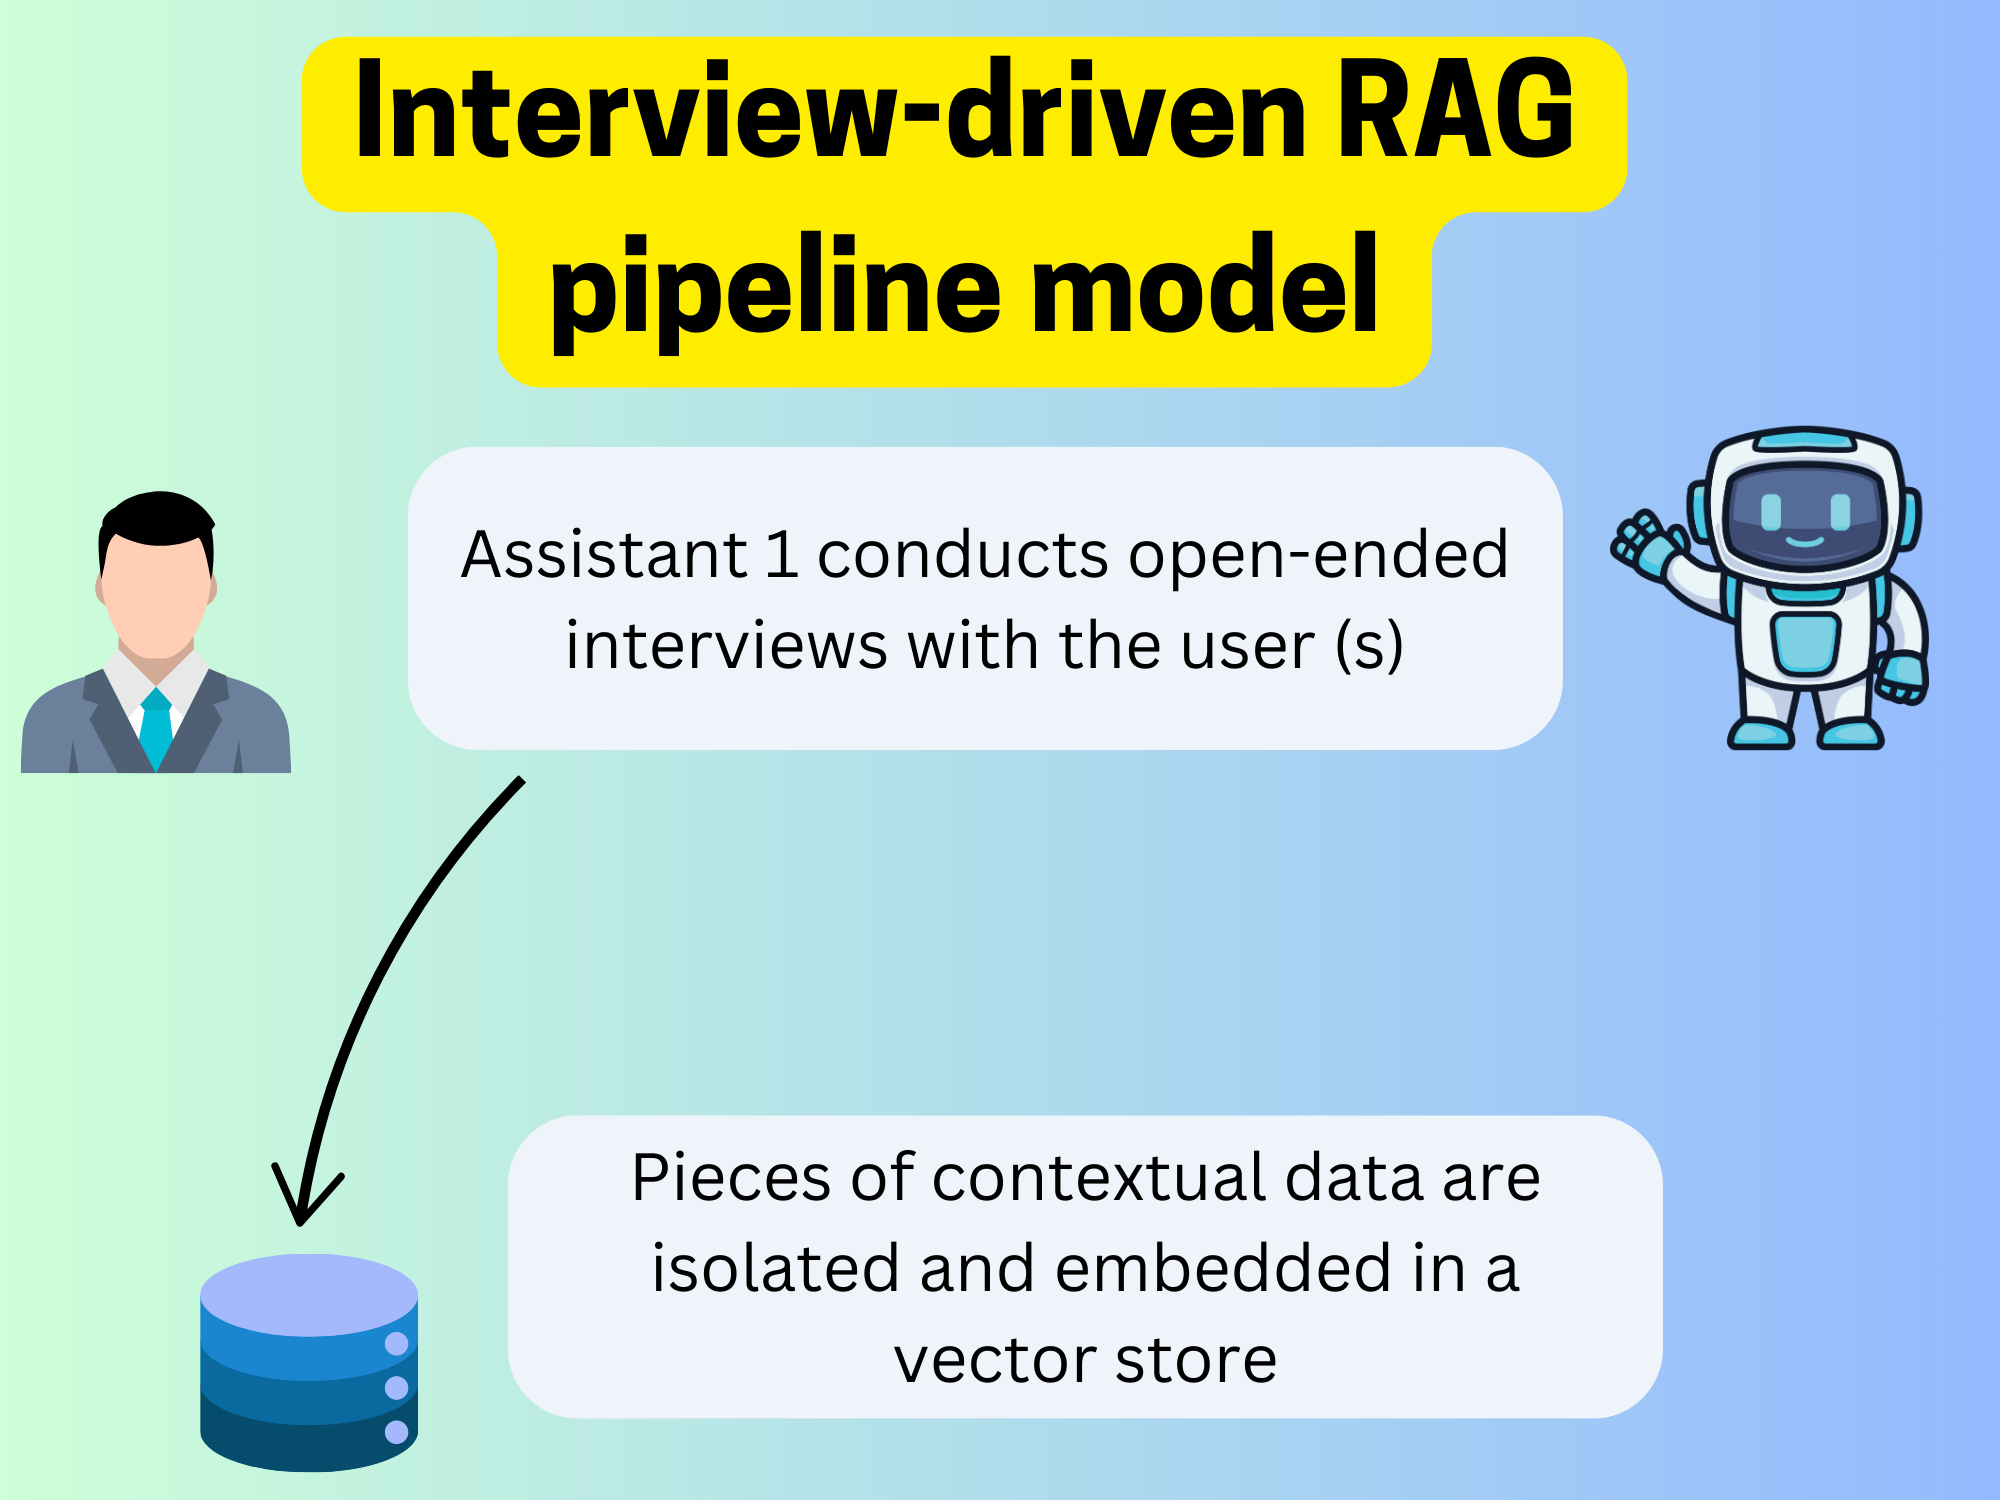 Interview-driven RAG
pipeline model
Assistant 1 conducts open-ended
interviews with the user (s)
Pieces of contextual data are
isolated and embedded in a
vector store